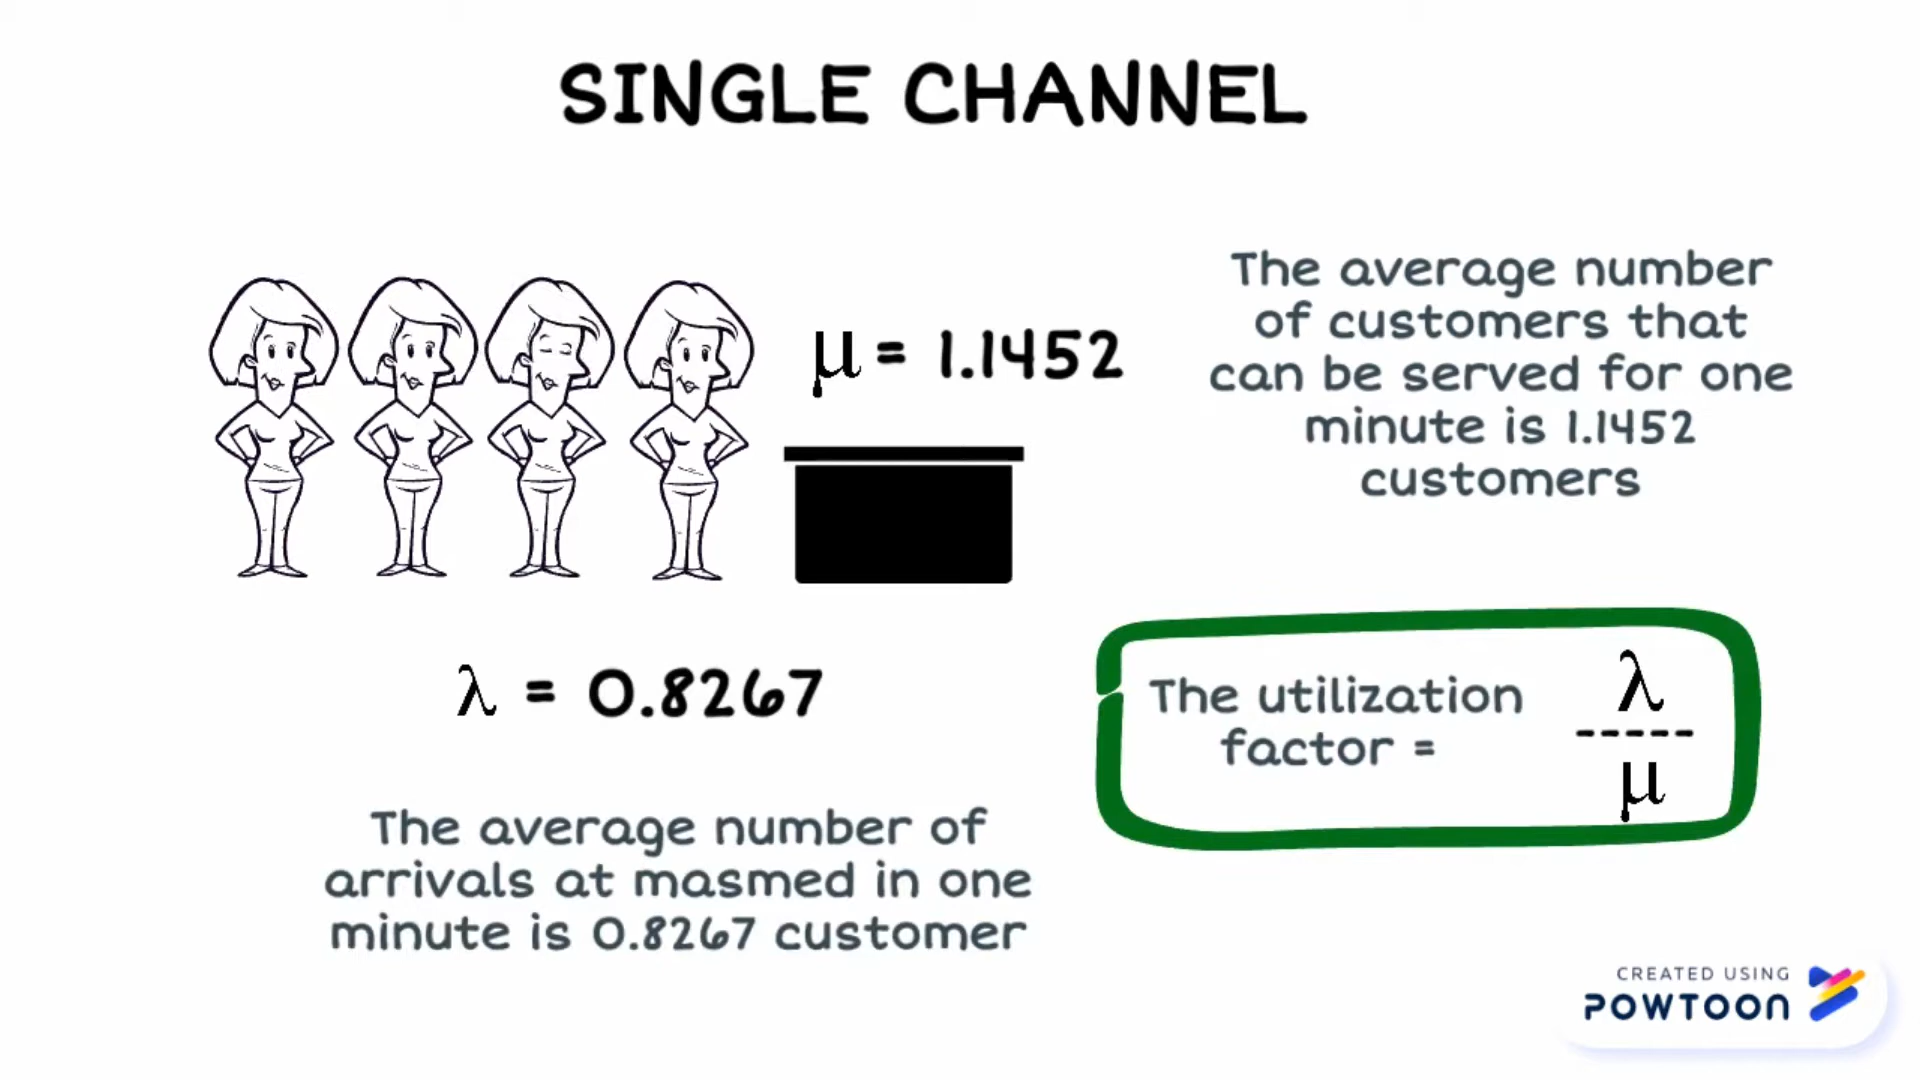 SINGLE CHANNEL
μ = 1.1452
The average number
of customers that
can be served for one
minute is 1.1452
customers
λ = 0.8267
The average number of
arrivals at masmed in one
minute is 0.8267 customer
The utilization
factor =
λ
-----
μ
CREATED USING
POWTOON